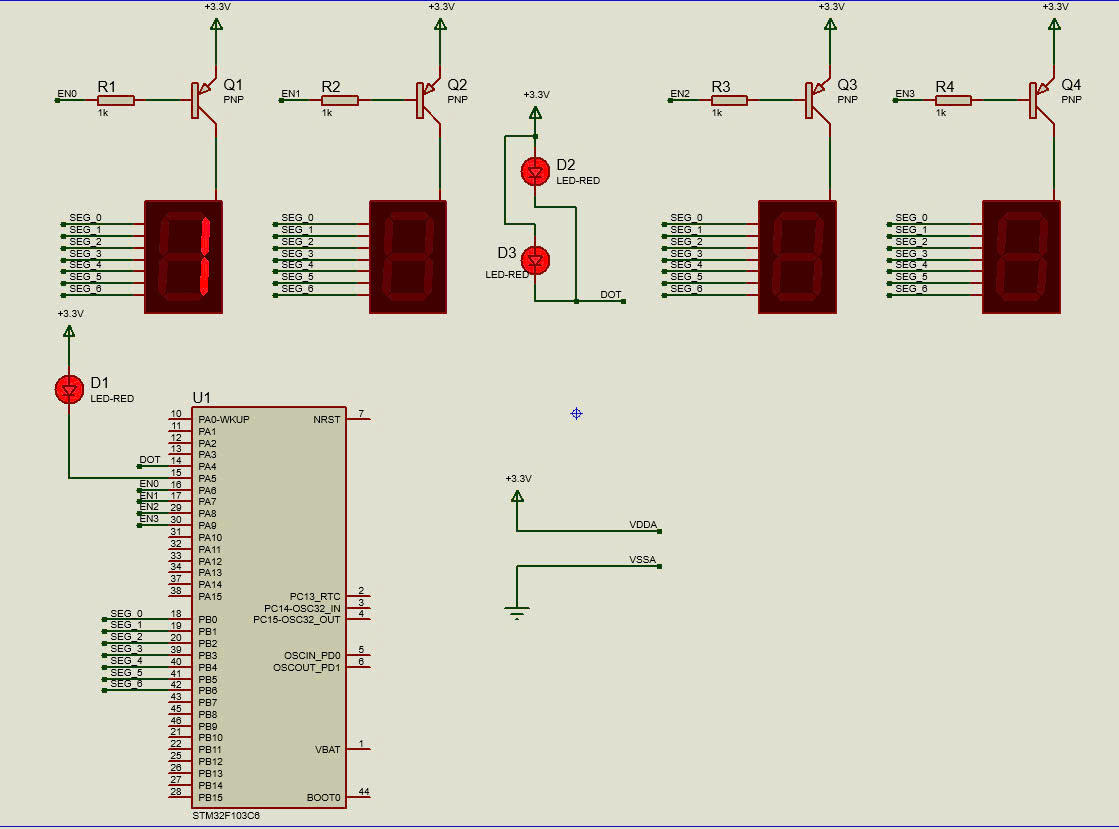 +3.3V +3.3V +3.3V +3.3V
EN0 R1 1k Q1 PNP
EN1 R2 1k Q2 PNP
EN2 R3 1k Q3 PNP
EN3 R4 1k Q4 PNP
+3.3V
D2
LED-RED
D3
LED-RED
DOT
SEG_0 SEG_0 SEG_0 SEG_0
SEG_1 SEG_1 SEG_1 SEG_1
SEG_2 SEG_2 SEG_2 SEG_2
SEG_3 SEG_3 SEG_3 SEG_3
SEG_4 SEG_4 SEG_4 SEG_4
SEG_5 SEG_5 SEG_5 SEG_5
SEG_6 SEG_6 SEG_6 SEG_6
1
+3.3V
D1
LED-RED
U1
10 PA0-WKUP NRST 7
11 PA1
12 PA2
13 PA3
DOT 14 PA4
15 PA5
EN0 16 PA6
EN1 17 PA7
EN2 29 PA8
EN3 30 PA9
31 PA10
32 PA11
33 PA12
34 PA13
37 PA14
38 PA15 PC13_RTC 2
PC14-OSC32_IN 3
SEG_0 18 PB0 PC15-OSC32_OUT 4
SEG_1 19 PB1
SEG_2 20 PB2
SEG_3 39 PB3 OSCIN_PD0 5
SEG_4 40 PB4 OSCOUT_PD1 6
SEG_5 41 PB5
SEG_6 42 PB6
43 PB7
45 PB8
46 PB9
21 PB10
22 PB11 VBAT 1
25 PB12
26 PB13
27 PB14
28 PB15 BOOT0 44
STM32F103C6
+3.3V
VDDA
VSSA